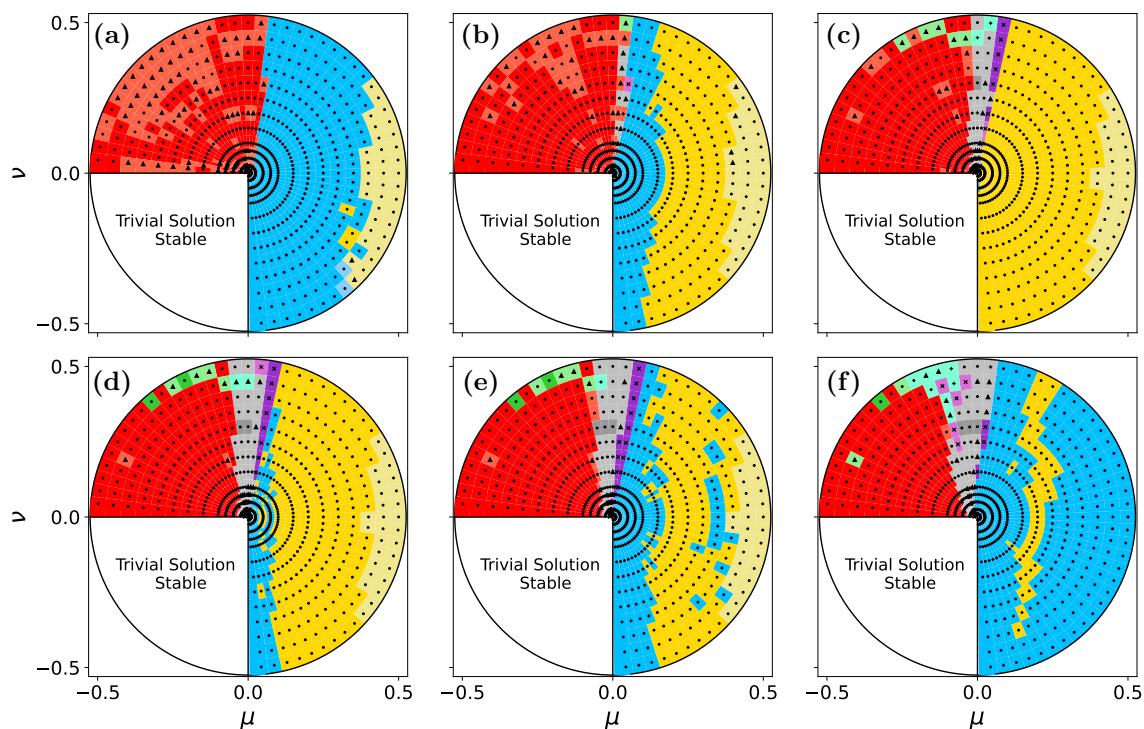 (a)
(b)
(c)
0.5
0.0
−0.5
ν
Trivial Solution
Stable
Trivial Solution
Stable
Trivial Solution
Stable
(d)
(e)
(f)
0.5
0.0
−0.5
ν
Trivial Solution
Stable
Trivial Solution
Stable
Trivial Solution
Stable
−0.5
0.0
0.5
−0.5
0.0
0.5
−0.5
0.0
0.5
μ
μ
μ